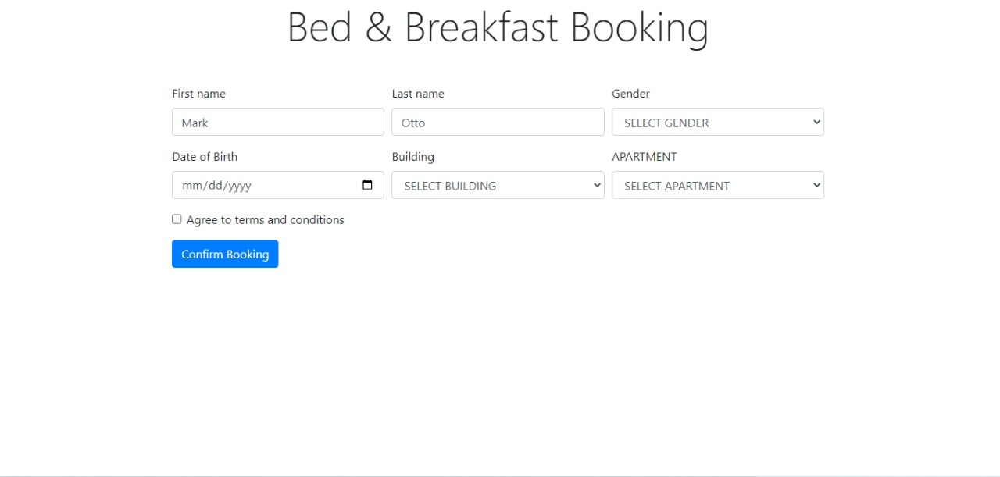 Bed & Breakfast Booking
First name Last name Gender
Mark Otto SELECT GENDER
Date of Birth Building APARTMENT
mm/dd/yyyy SELECT BUILDING SELECT APARTMENT
Agree to terms and conditions
Confirm Booking